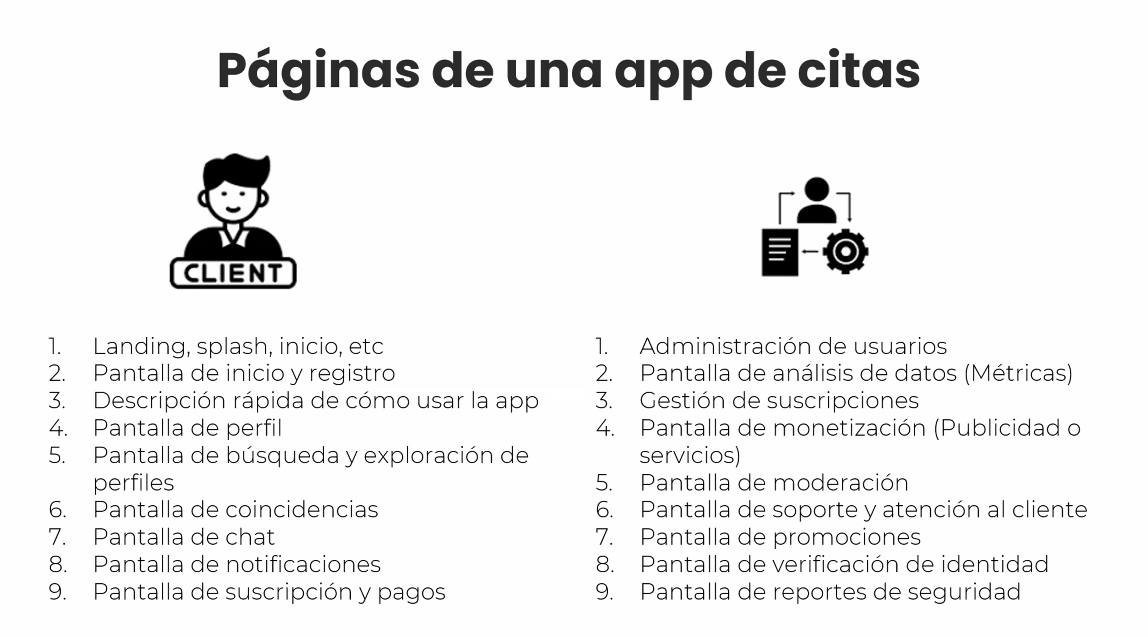 Páginas de una app de citas
CLIENT
1. Landing, splash, inicio, etc
2. Pantalla de inicio y registro
3. Descripción rápida de cómo usar la app
4. Pantalla de perfil
5. Pantalla de búsqueda y exploración de
perfiles
6. Pantalla de coincidencias
7. Pantalla de chat
8. Pantalla de notificaciones
9. Pantalla de suscripción y pagos
1. Administración de usuarios
2. Pantalla de análisis de datos (Métricas)
3. Gestión de suscripciones
4. Pantalla de monetización (Publicidad o
servicios)
5. Pantalla de moderación
6. Pantalla de soporte y atención al cliente
7. Pantalla de promociones
8. Pantalla de verificación de identidad
9. Pantalla de reportes de seguridad